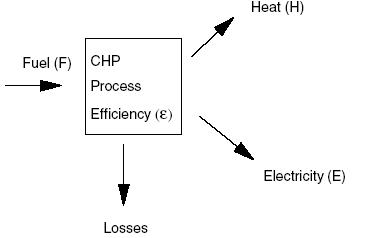 Heat (H)
Fuel (F)
CHP
Process
Efficiency (ε)
Electricity (E)
Losses